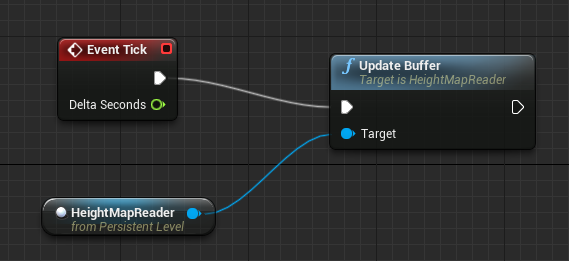 Event Tick
Delta Seconds
f Update Buffer
Target is HeightMapReader
Target
HeightMapReader
from Persistent Level